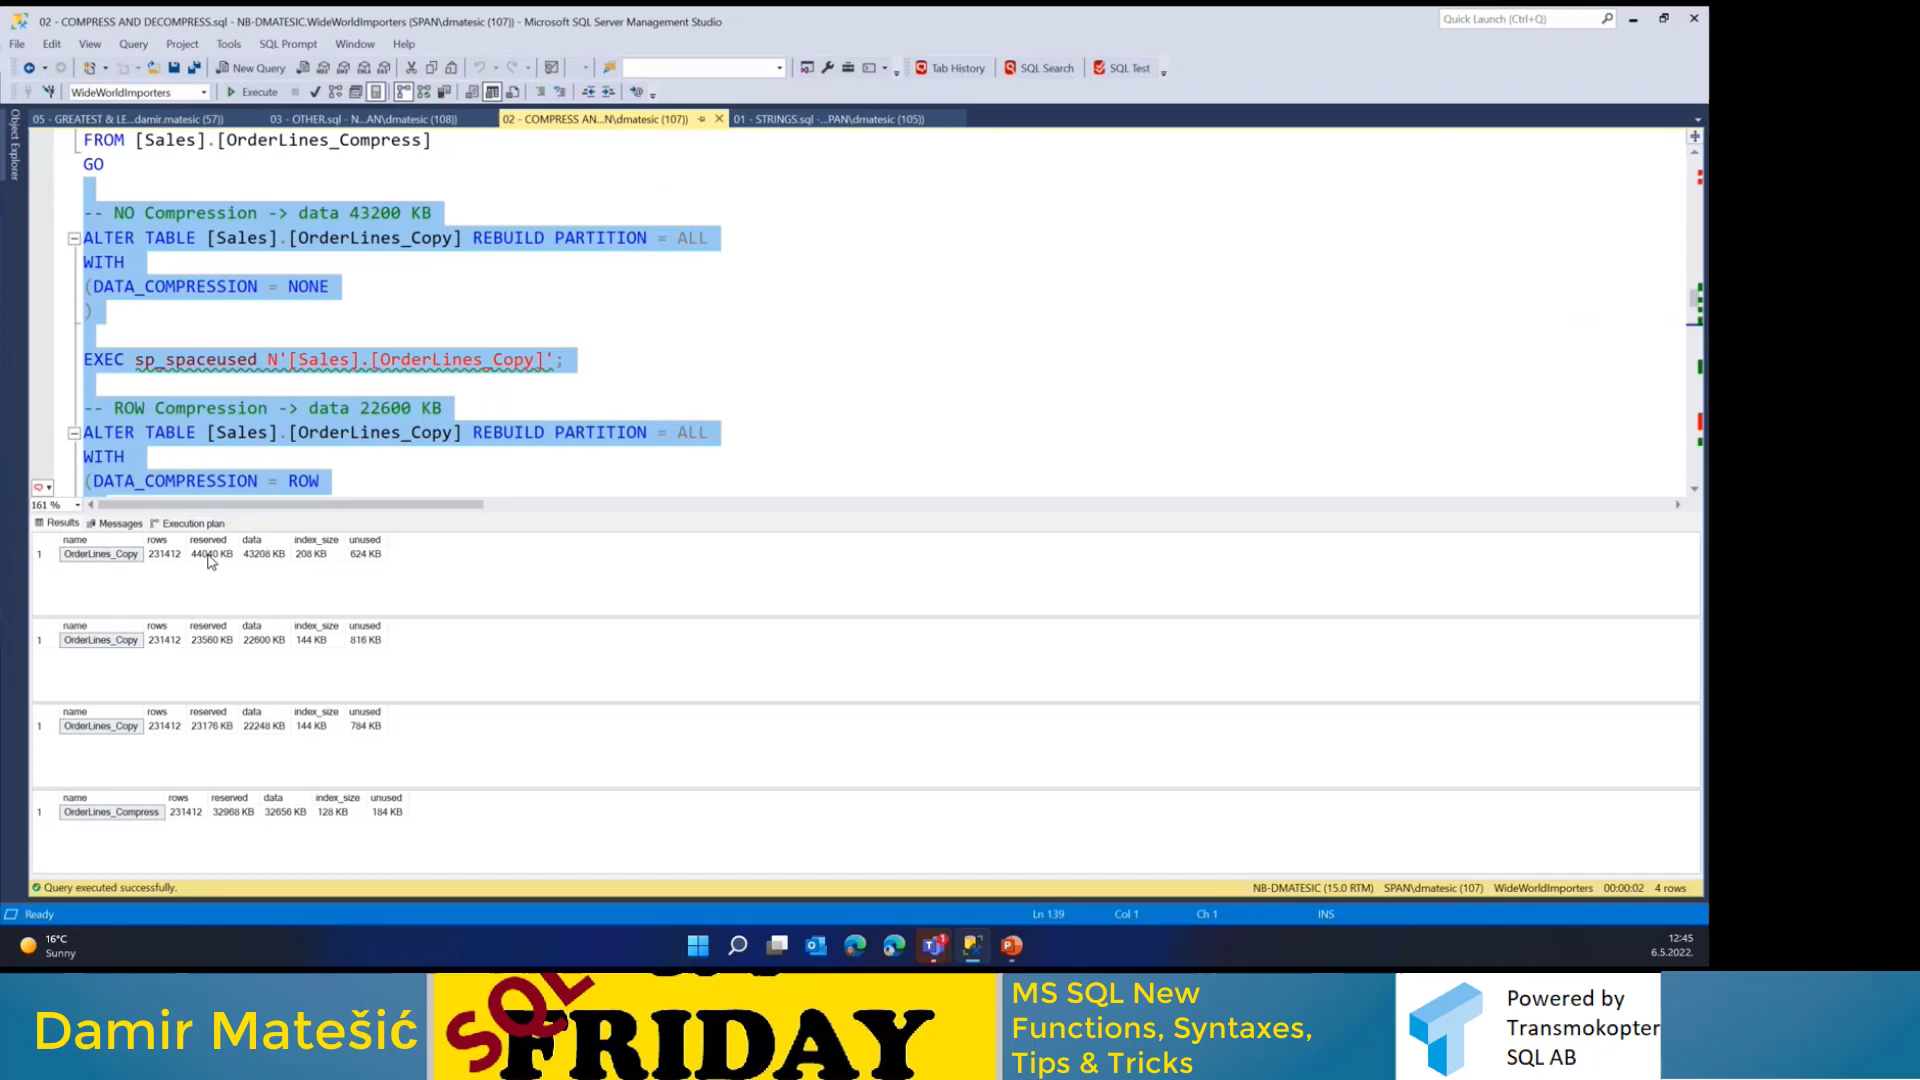 02 - COMPRESS AND DECOMPRESS.sql - NB-DMATESIC.WideWorldImporters (SPAN\dmatesic (107)) - Microsoft SQL Server Management Studio
Quick Launch (Ctrl+Q)
File Edit View Query Project Tools SQL Prompt Window Help
New Query
Tab History SQL Search SQL Test
WideWorldImporters Execute
05 - GREATEST & LE...damir.matesic (57)) 03 - OTHER.sql - N...AN\dmatesic (108)) 02 - COMPRESS AN...N\dmatesic (107)) 01 - STRINGS.sql -...PAN\dmatesic (105))
Object Explorer
FROM [Sales].[OrderLines_Compress]
GO
-- NO Compression -> data 43200 KB
ALTER TABLE [Sales].[OrderLines_Copy] REBUILD PARTITION = ALL
WITH
(DATA_COMPRESSION = NONE
)
EXEC sp_spaceused N'[Sales].[OrderLines_Copy]';
-- ROW Compression -> data 22600 KB
ALTER TABLE [Sales].[OrderLines_Copy] REBUILD PARTITION = ALL
WITH
(DATA_COMPRESSION = ROW
161 %
Results Messages Execution plan
name rows reserved data index_size unused
1 OrderLines_Copy 231412 44040 KB 43208 KB 208 KB 624 KB
name rows reserved data index_size unused
1 OrderLines_Copy 231412 23560 KB 22600 KB 144 KB 816 KB
name rows reserved data index_size unused
1 OrderLines_Copy 231412 23176 KB 22248 KB 144 KB 784 KB
name rows reserved data index_size unused
1 OrderLines_Compress 231412 32968 KB 32656 KB 128 KB 184 KB
Query executed successfully. NB-DMATESIC (15.0 RTM) SPAN\dmatesic (107) WideWorldImporters 00:00:02 4 rows
Ready Ln 139 Col 1 Ch 1 INS
16°C
Sunny
12:45
6.5.2022.
Damir Matešić
SQL
FRIDAY
MS SQL New
Functions, Syntaxes,
Tips & Tricks
Powered by
Transmokopter
SQL AB